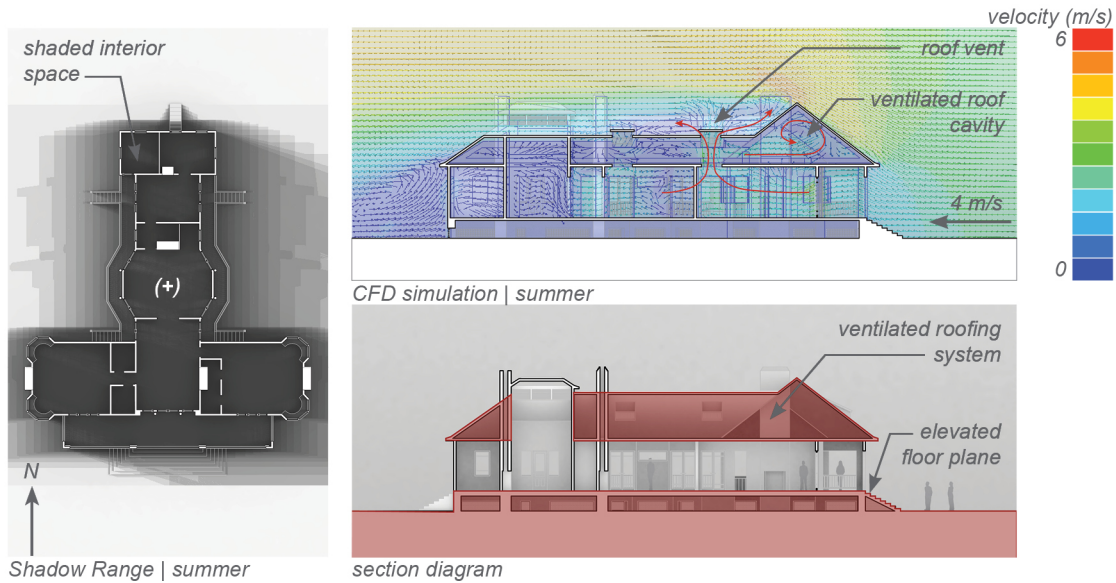 shaded interior
space
(+)
N
Shadow Range | summer
velocity (m/s)
6
0
roof vent
ventilated roof
cavity
4 m/s
CFD simulation | summer
ventilated roofing
system
elevated
floor plane
section diagram